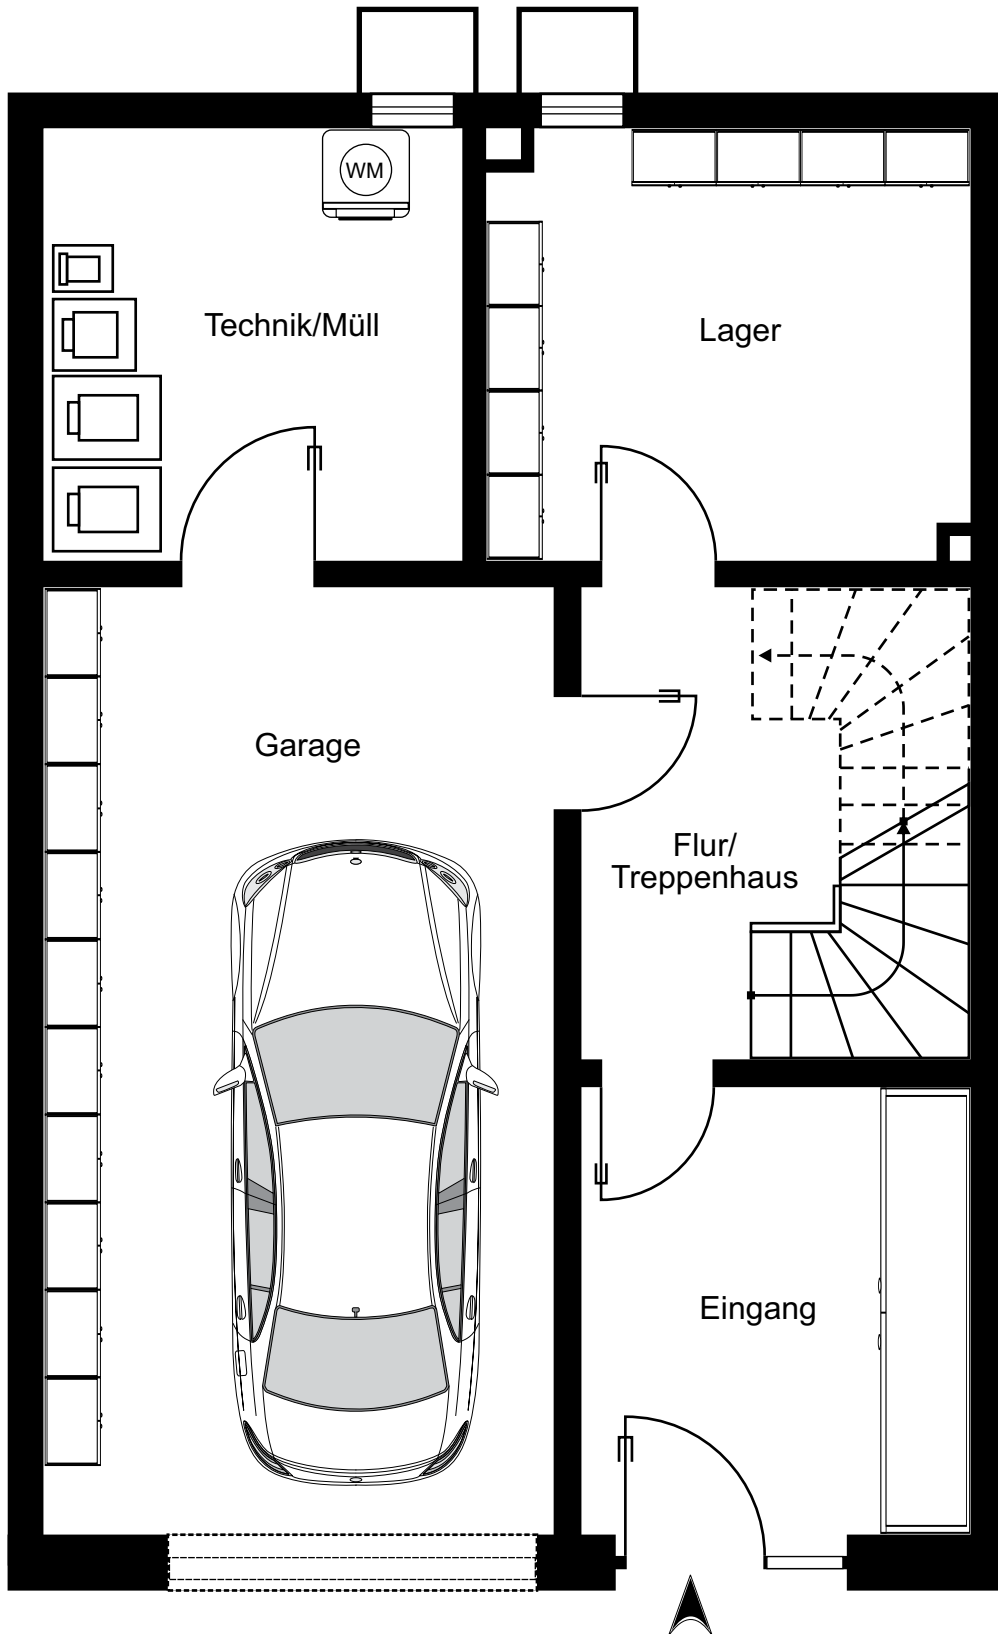 WM
Technik/Müll
Lager
Garage
Flur/
Treppenhaus
Eingang